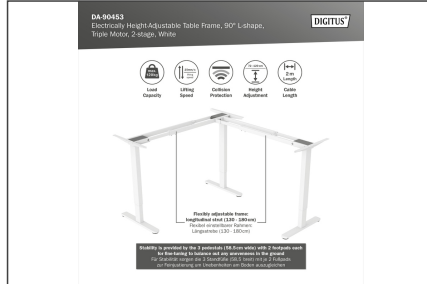 DA-90453
Electrically Height-Adjustable Table Frame, 90° L-shape,
Triple Motor, 2-stage, White
DIGITUS®
Load
Capacity
Lifting
Speed
Collision
Protection
Height
Adjustment
2 m
Length
Cable
Length
Flexibly adjustable frame:
longitudinal strut (130 - 180cm)
Flexibel einstellbarer Rahmen:
Längsstrebe (130 - 180cm)
Stability is provided by the 3 pedestals (58.5 cm wide) with 2 footpads each
for fine-tuning to balance out any unevenness in the ground
Für Stabilität sorgen die 3 Standfüße (58.5 breit) mit je 2 Fußpads
zur Feinjustierung um Unebenheiten am Boden auszugleichen